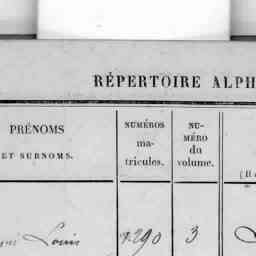 RÉPERTOIRE ALPH
PRÉNOMS
ET SURNOMS.
NUMÉROS
ma-
tricules.
NU-
MÉRO
du
volume.
Louis
1290
3